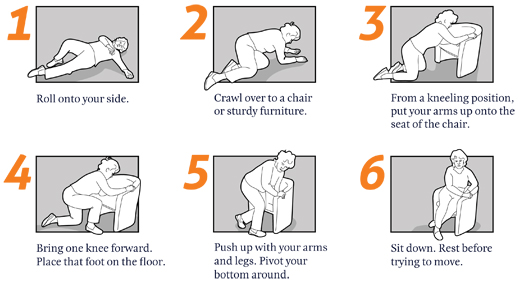 1
Roll onto your side.
2
Crawl over to a chair
or sturdy furniture.
3
From a kneeling position,
put your arms up onto the
seat of the chair.
4
Bring one knee forward.
Place that foot on the floor.
5
Push up with your arms
and legs. Pivot your
bottom around.
6
Sit down. Rest before
trying to move.